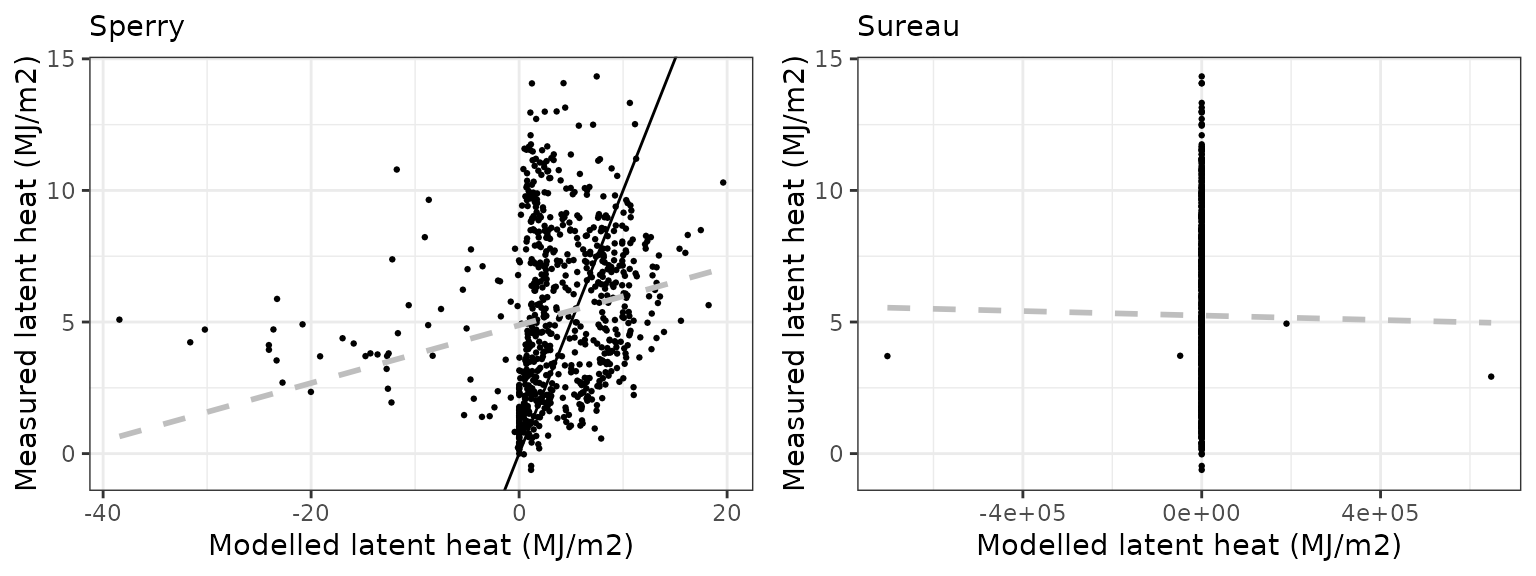 Sperry
Measured latent heat (MJ/m2)
15
10
5
0
-40
-20
0
20
Modelled latent heat (MJ/m2)
Sureau
Measured latent heat (MJ/m2)
15
10
5
0
-4e+05
0e+00
4e+05
Modelled latent heat (MJ/m2)